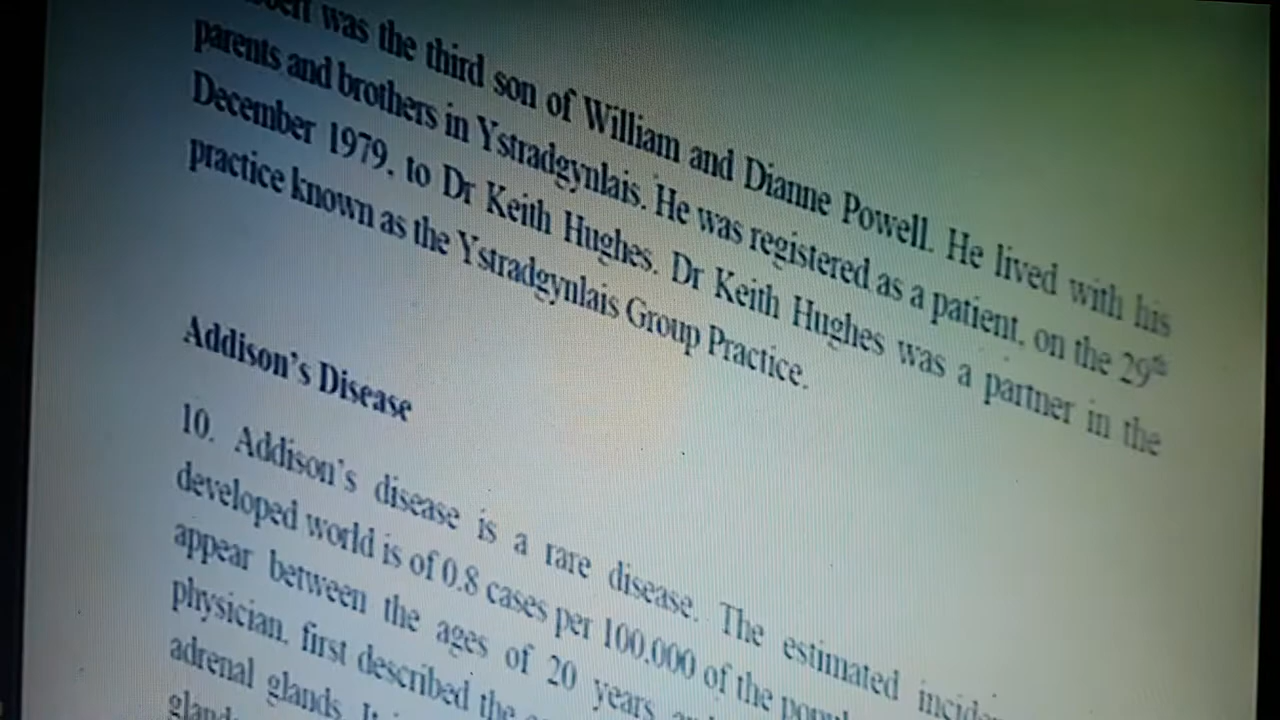 was the third son of William and Dianne Powell. He lived with his
parents and brothers in Ystradgynlais. He was registered as a patient, on the 29th
December 1979, to Dr Keith Hughes. Dr Keith Hughes was a partner in the
practice known as the Ystradgynlais Group Practice.
Addison's Disease
10. Addison's disease is a rare disease. The estimated
developed world is of 0.8 cases per 100,000 of the
appear between the ages of 20 years
physician, first described the
adrenal glands.